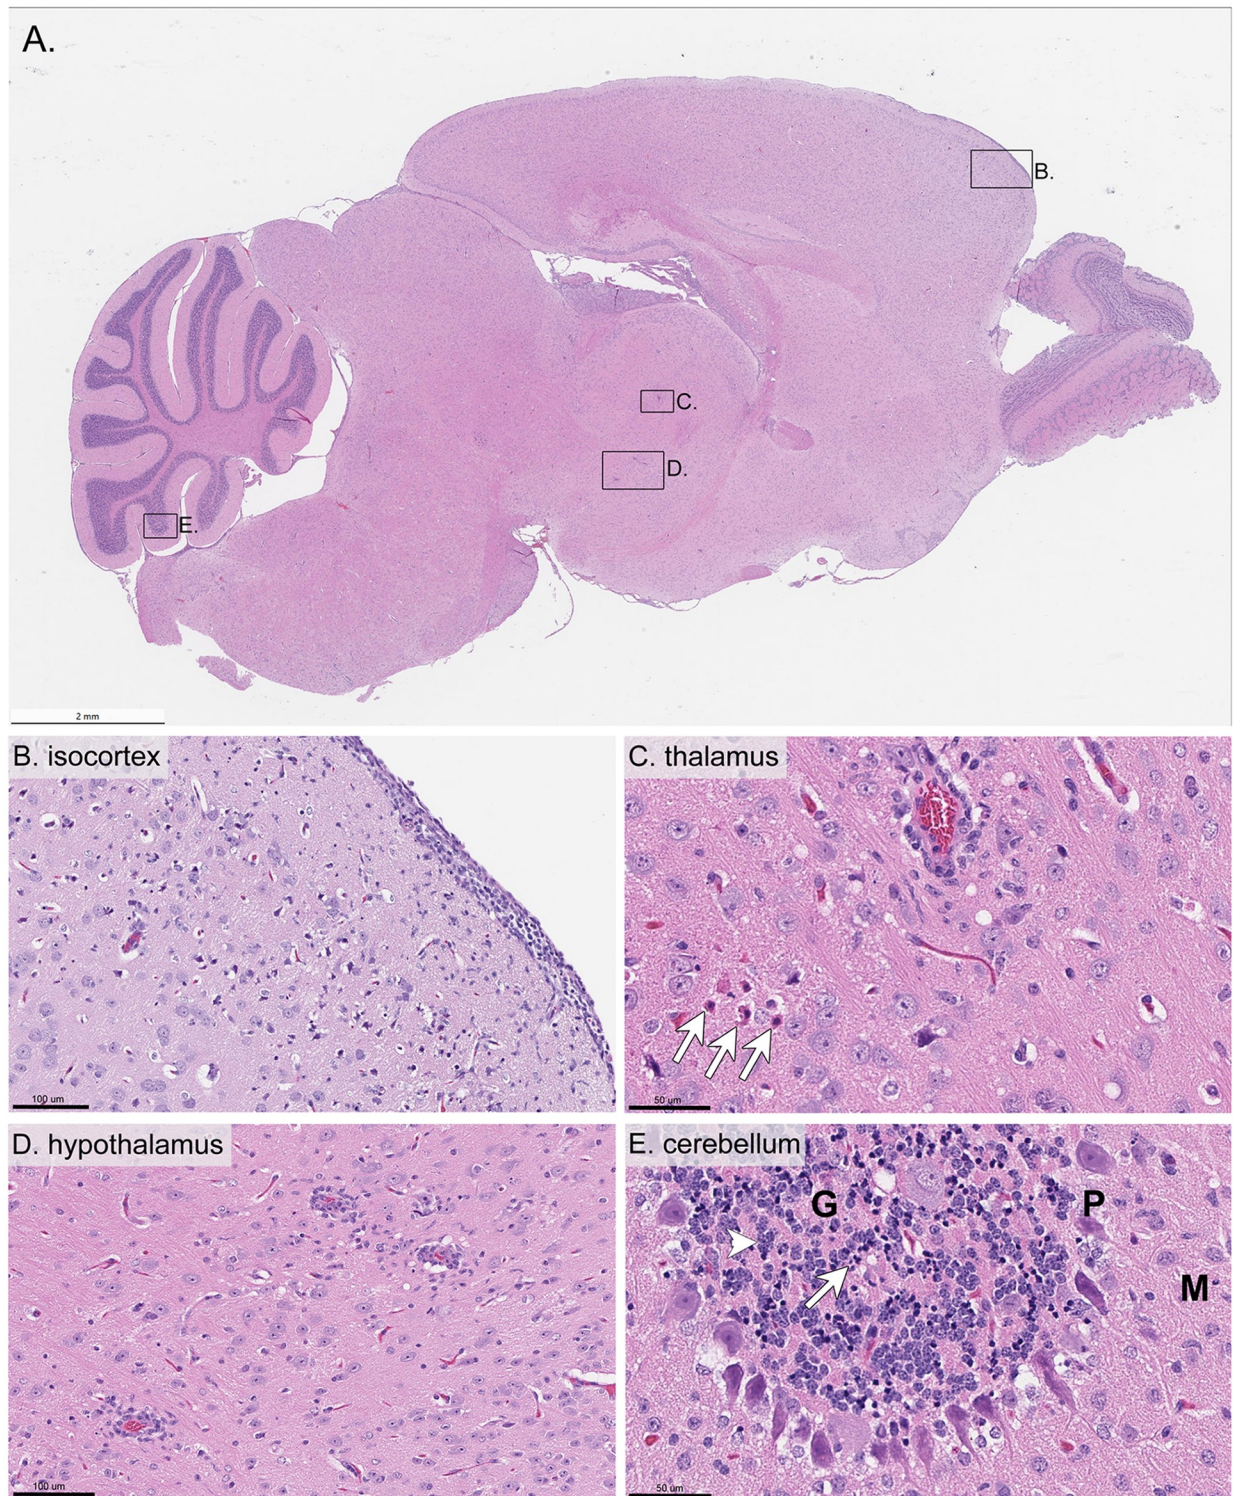 A.
B.
C.
D.
E.
2 mm
B. isocortex
100 um
C. thalamus
50 um
D. hypothalamus
100 um
E. cerebellum
G
P
M
50 um